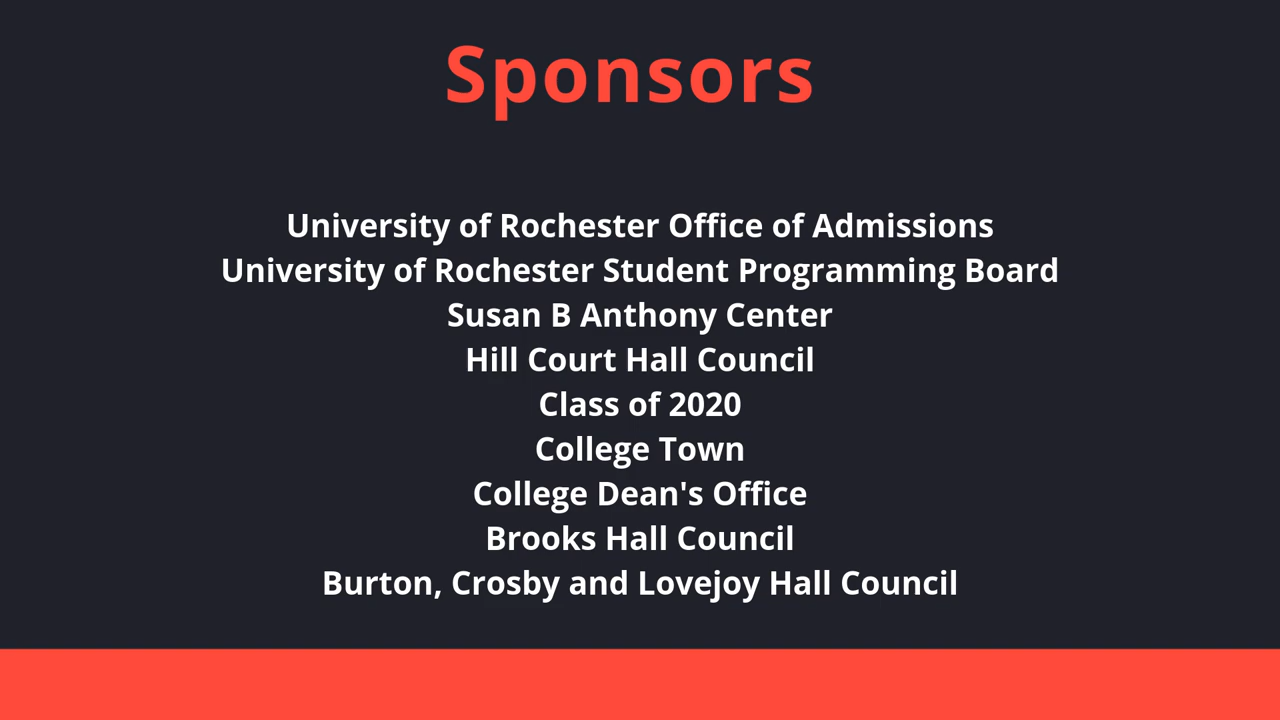 Sponsors
University of Rochester Office of Admissions
University of Rochester Student Programming Board
Susan B Anthony Center
Hill Court Hall Council
Class of 2020
College Town
College Dean's Office
Brooks Hall Council
Burton, Crosby and Lovejoy Hall Council